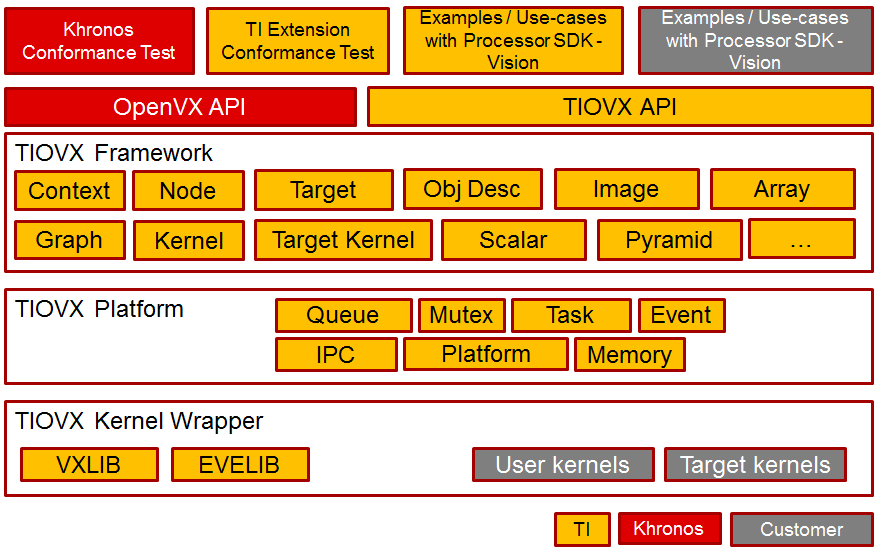 Khronos
Conformance Test
TI Extension
Conformance Test
Examples / Use-cases
with Processor SDK -
Vision
Examples / Use-cases
with Processor SDK -
Vision
OpenVX API
TIOVX API
TIOVX Framework
Context
Node
Target
Obj Desc
Image
Array
Graph
Kernel
Target Kernel
Scalar
Pyramid
...
TIOVX Platform
Queue
Mutex
Task
Event
IPC
Platform
Memory
TIOVX Kernel Wrapper
VXLIB
EVELIB
User kernels
Target kernels
TI
Khronos
Customer